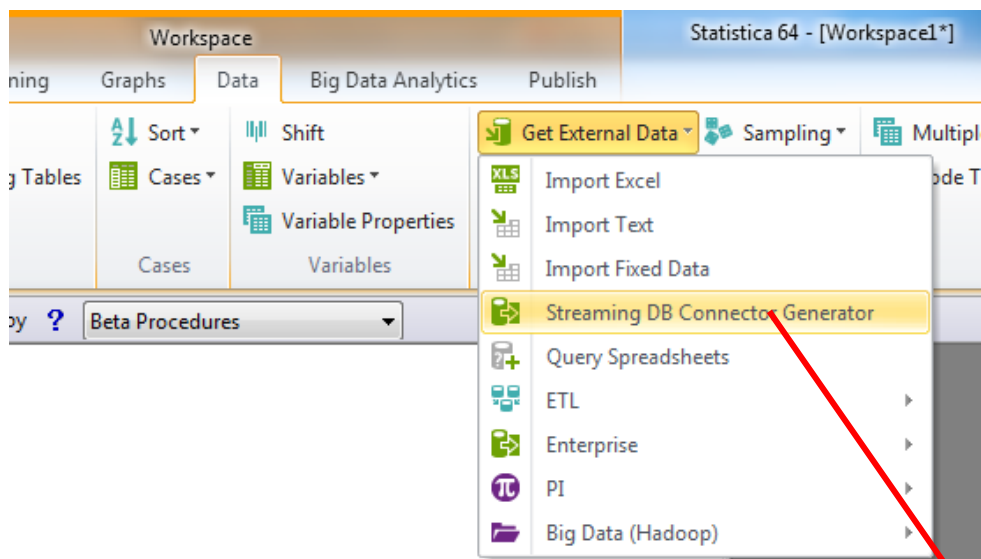 Workspace
Statistica 64 - [Workspace1*]
ning Graphs Data Big Data Analytics Publish
Sort Shift Get External Data Sampling Multipl
g Tables Cases Variables ode T
Variable Properties
Cases Variables
XLS Import Excel
Import Text
Import Fixed Data
by ? Beta Procedures
Streaming DB Connector Generator
Query Spreadsheets
ETL
Enterprise
PI
Big Data (Hadoop)